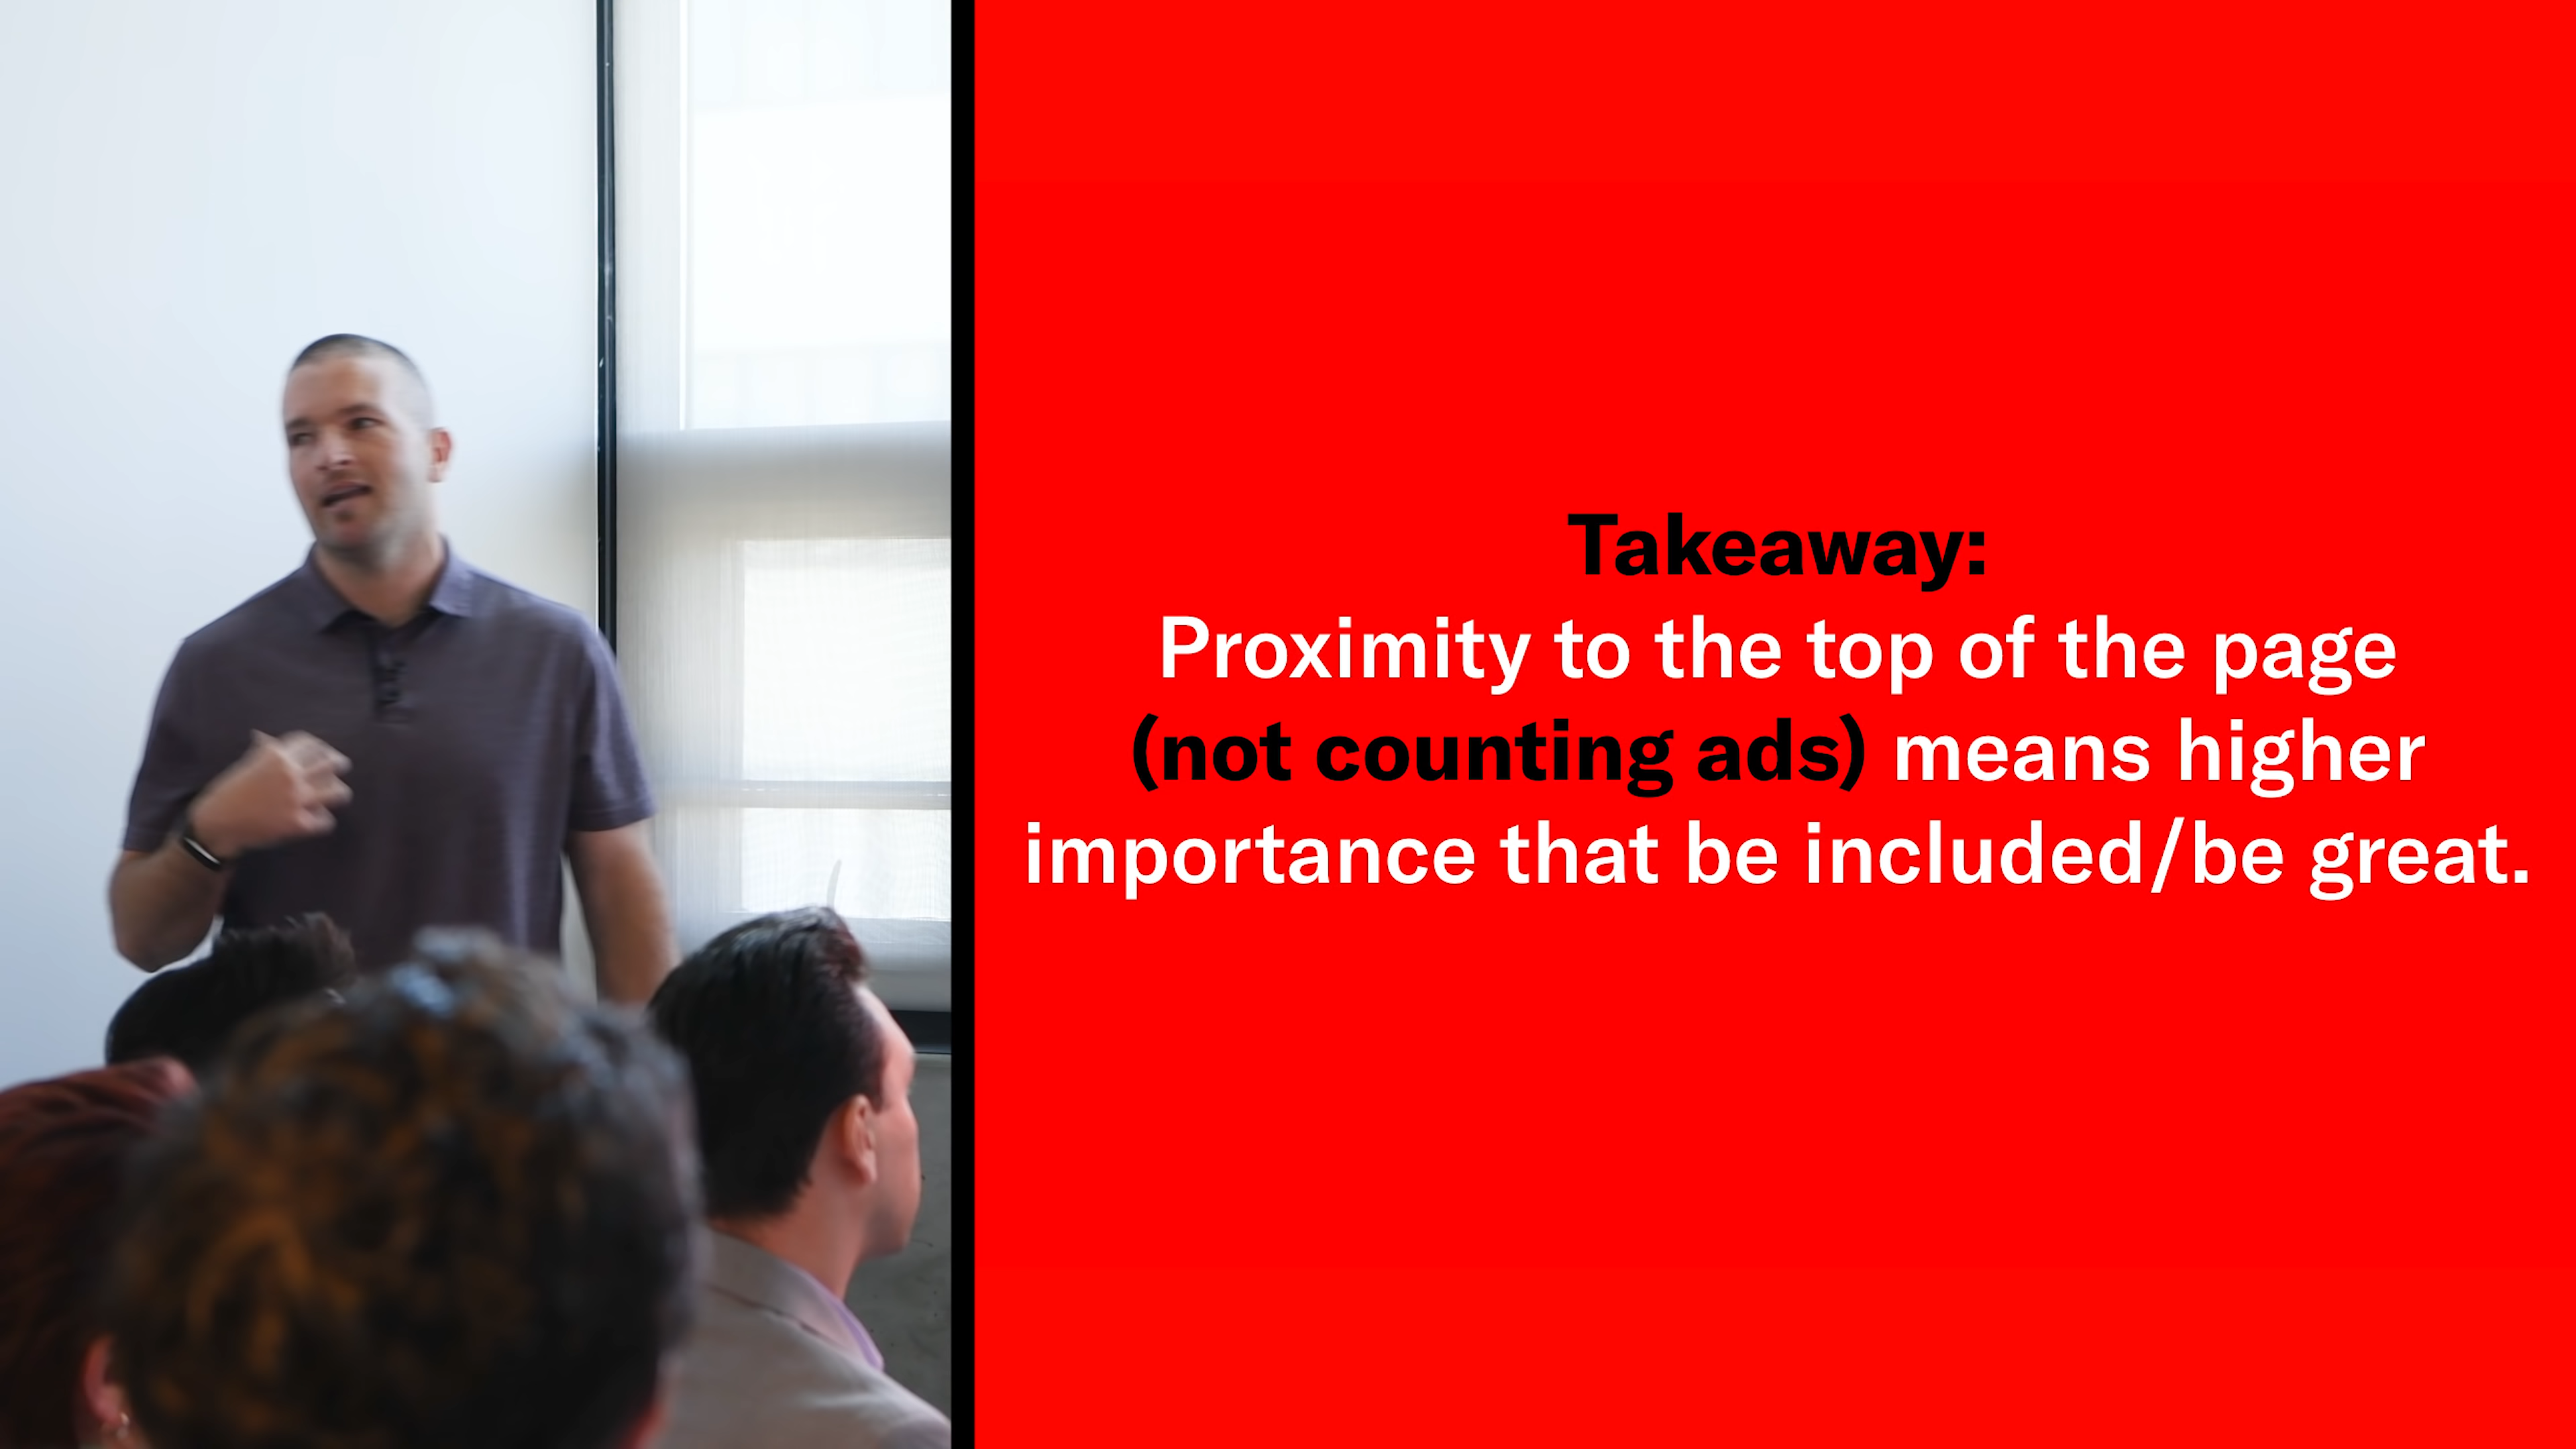 Takeaway:
Proximity to the top of the page
(not counting ads) means higher
importance that be included/be great.